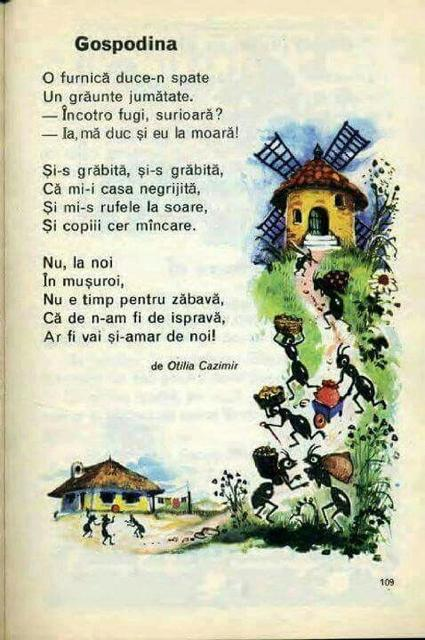 Gospodina
O furnică duce-n spate
Un grăunte jumătate.
— Încotro fugi, surioară?
— Ia, mă duc și eu la moară!
Și-s grăbită, și-s grăbită,
Că mi-i casa negrijită,
Și mi-s rufele la soare,
Și copiii cer mîncare.
Nu, la noi
În mușuroi,
Nu e timp pentru zăbavă,
Că de n-am fi de ispravă,
Ar fi vai și-amar de noi!
de Otilia Cazimir
109